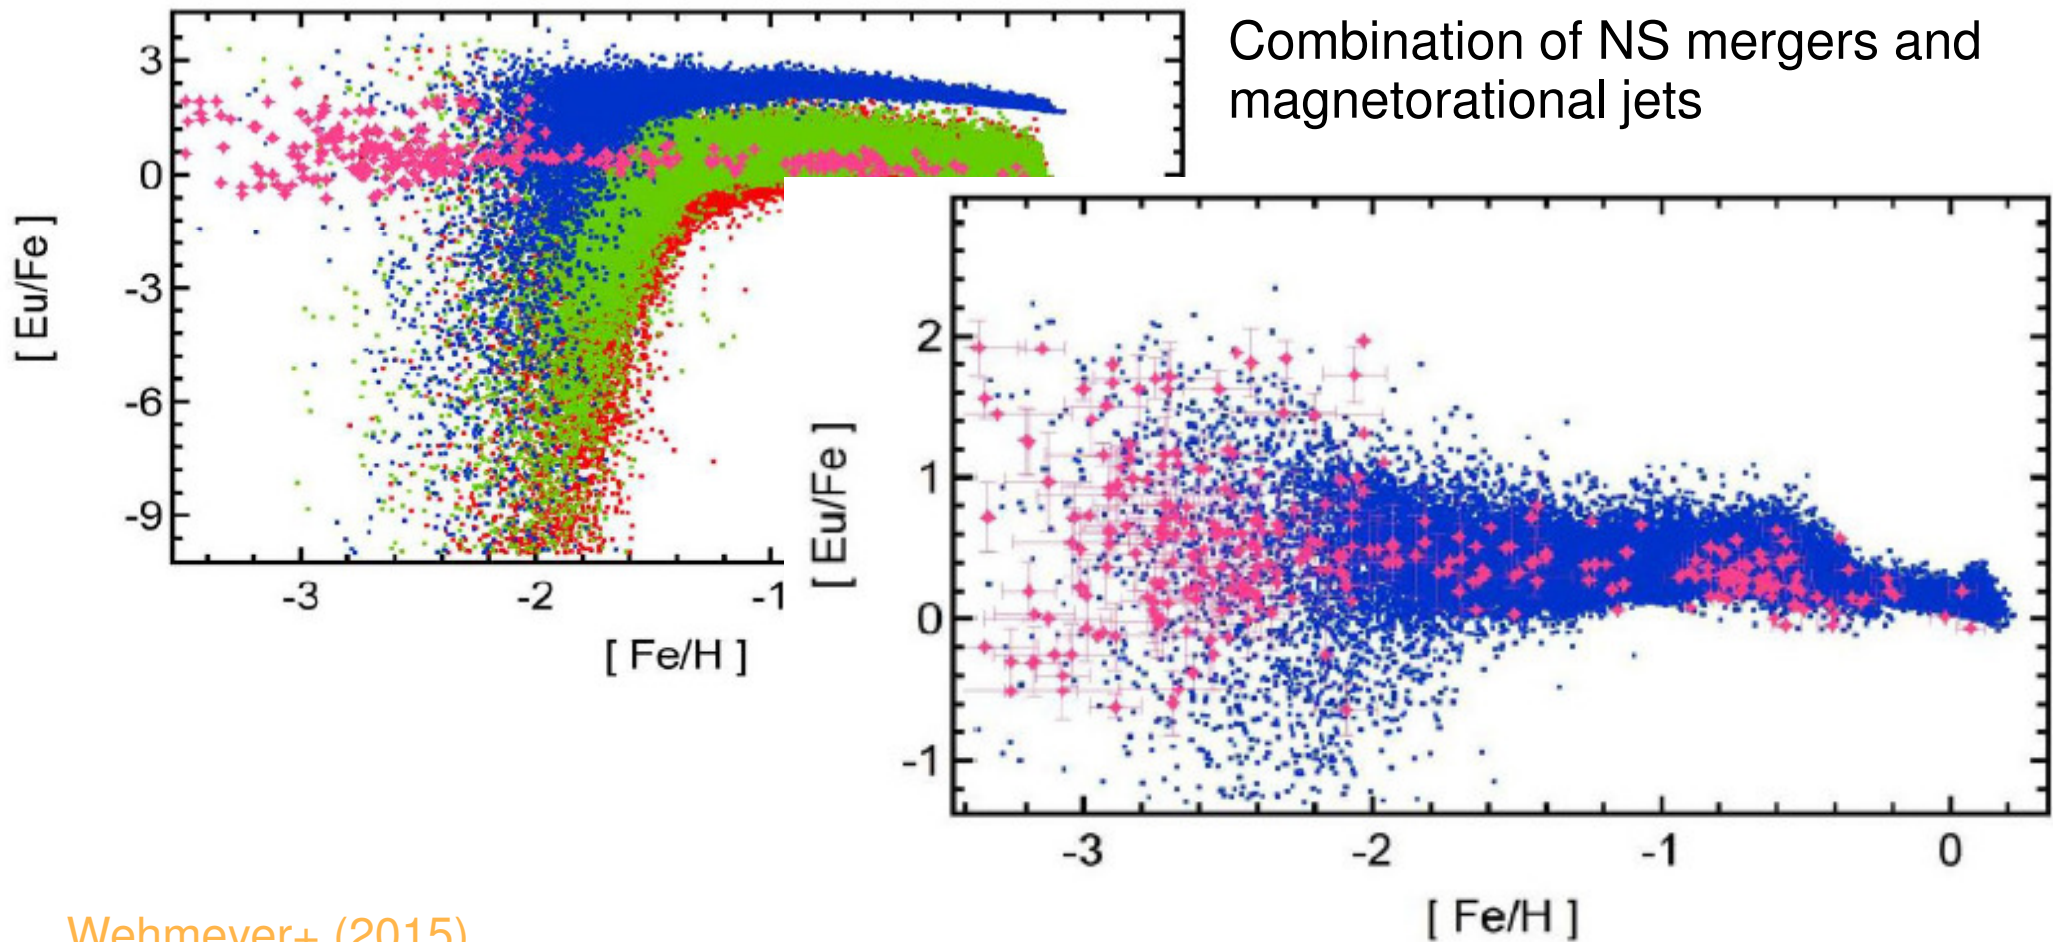 Combination of NS mergers and
magnetorational jets
3
0
-3
-6
-9
[ Eu/Fe ]
-3 -2 -1
[ Fe/H ]
2
1
0
-1
[ Eu/Fe ]
-3 -2 -1 0
[ Fe/H ]
Wehmeyer+ (2015)